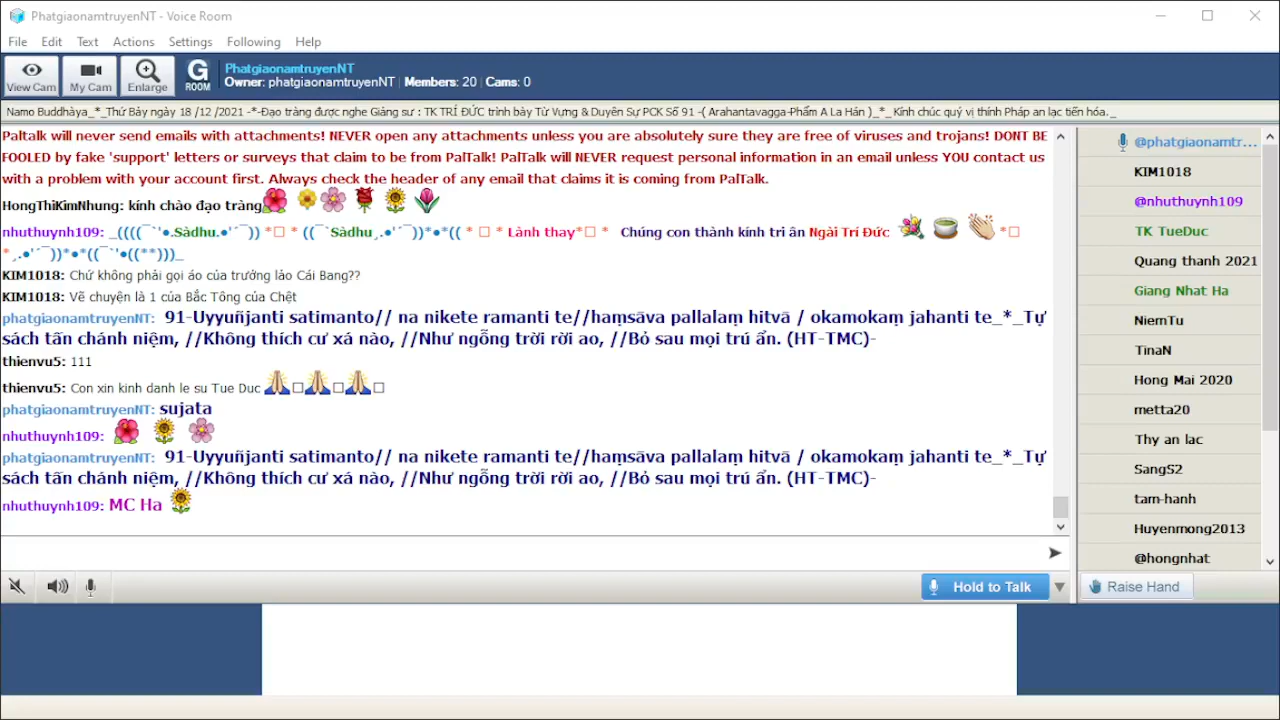 PhatgiaonamtruyenNT - Voice Room
File Edit Text Actions Settings Following Help
View Cam My Cam Enlarge G ROOM
PhatgiaonamtruyenNT
Owner: phatgiaonamtruyenNT Members: 20 Cams: 0
Namo Buddhàya_*_Thứ Bảy ngày 18 /12 /2021 -*-Đạo tràng được nghe Giảng sư : TK TRÍ ĐỨC trình bày Từ Vựng & Duyên Sự PCK Số 91 -( Arahantavagga-Phẩm A La Hán )_*_Kính chúc quý vị thính Pháp an lạc tiến hóa._
Paltalk will never send emails with attachments! NEVER open any attachments unless you are absolutely sure they are free of viruses and trojans! DONT BE
FOOLED by fake 'support' letters or surveys that claim to be from PalTalk! PalTalk will NEVER request personal information in an email unless YOU contact us
with a problem with your account first. Always check the header of any email that claims it is coming from PalTalk.
HongThiKimNhung: kính chào đạo tràng
nhuthuynh109: _((((¯`'●.Sàdhu.●'´¯)) *□ * ((¯`Sàdhu¸.●'´¯))*●*(( * □ * Lành thay*□ * Chúng con thành kính tri ân Ngài Trí Đức *□
*¸.●'´¯))*●*((¯`'●((**)))_
KIM1018: Chứ không phải gọi áo của trưởng lảo Cái Bang??
KIM1018: Vẽ chuyện là 1 của Bắc Tông của Chệt
phatgiaonamtruyenNT: 91-Uyyuñjanti satimanto// na nikete ramanti te//haṃsāva pallalaṃ hitvā / okamokaṃ jahanti te_*_Tự
sách tấn chánh niệm, //Không thích cư xá nào, //Như ngỗng trời rời ao, //Bỏ sau mọi trú ẩn. (HT-TMC)-
thienvu5: 111
thienvu5: Con xin kinh danh le su Tue Duc □ □ □
phatgiaonamtruyenNT: sujata
nhuthuynh109:
phatgiaonamtruyenNT: 91-Uyyuñjanti satimanto// na nikete ramanti te//haṃsāva pallalaṃ hitvā / okamokaṃ jahanti te_*_Tự
sách tấn chánh niệm, //Không thích cư xá nào, //Như ngỗng trời rời ao, //Bỏ sau mọi trú ẩn. (HT-TMC)-
nhuthuynh109: MC Ha
@phatgiaonamtr...
KIM1018
@nhuthuynh109
TK TueDuc
Quang thanh 2021
Giang Nhat Ha
NiemTu
TinaN
Hong Mai 2020
metta20
Thy an lac
SangS2
tam-hanh
Huyenmong2013
@hongnhat
Hold to Talk
Raise Hand